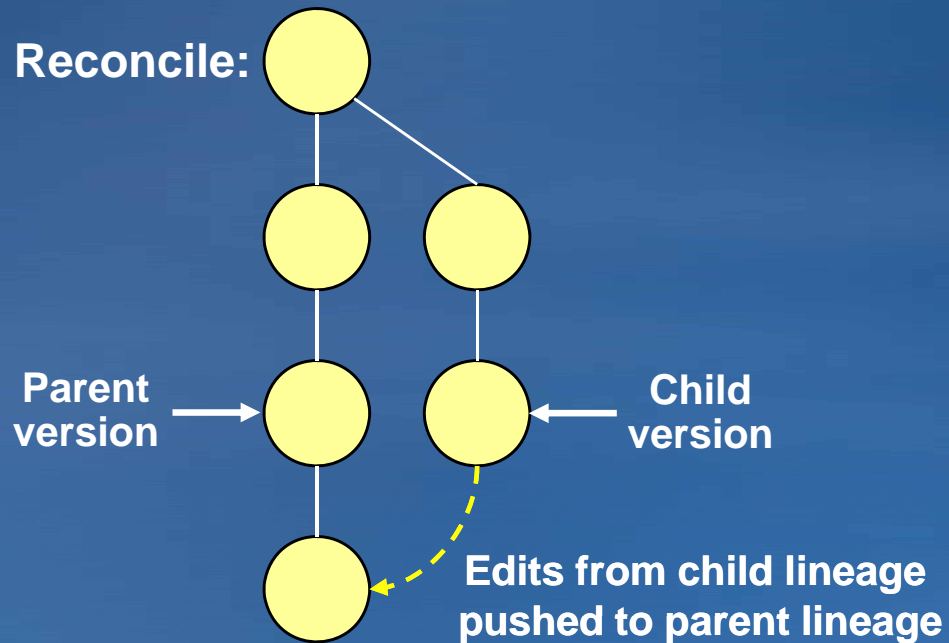 Reconcile:
Parent
version
Child
version
Edits from child lineage
pushed to parent lineage